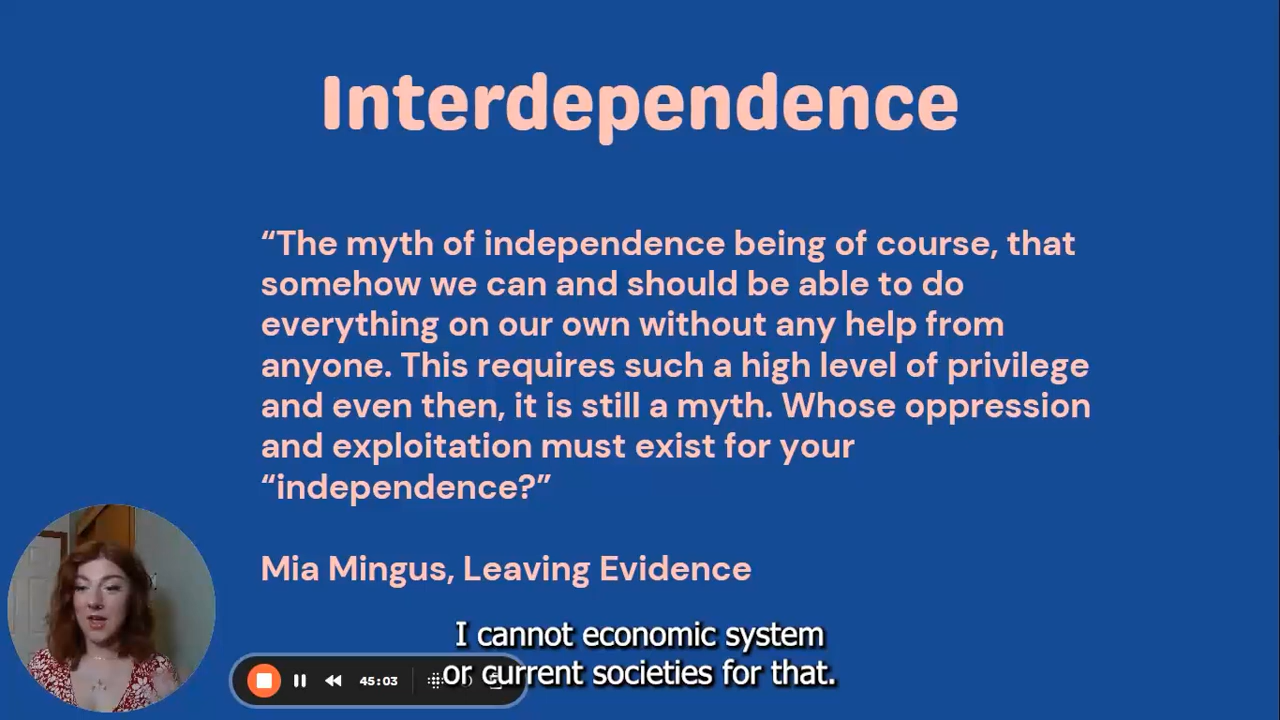 Interdependence
“The myth of independence being of course, that
somehow we can and should be able to do
everything on our own without any help from
anyone. This requires such a high level of privilege
and even then, it is still a myth. Whose oppression
and exploitation must exist for your
“independence?”
Mia Mingus, Leaving Evidence
I cannot economic system
or current societies for that.
45:03